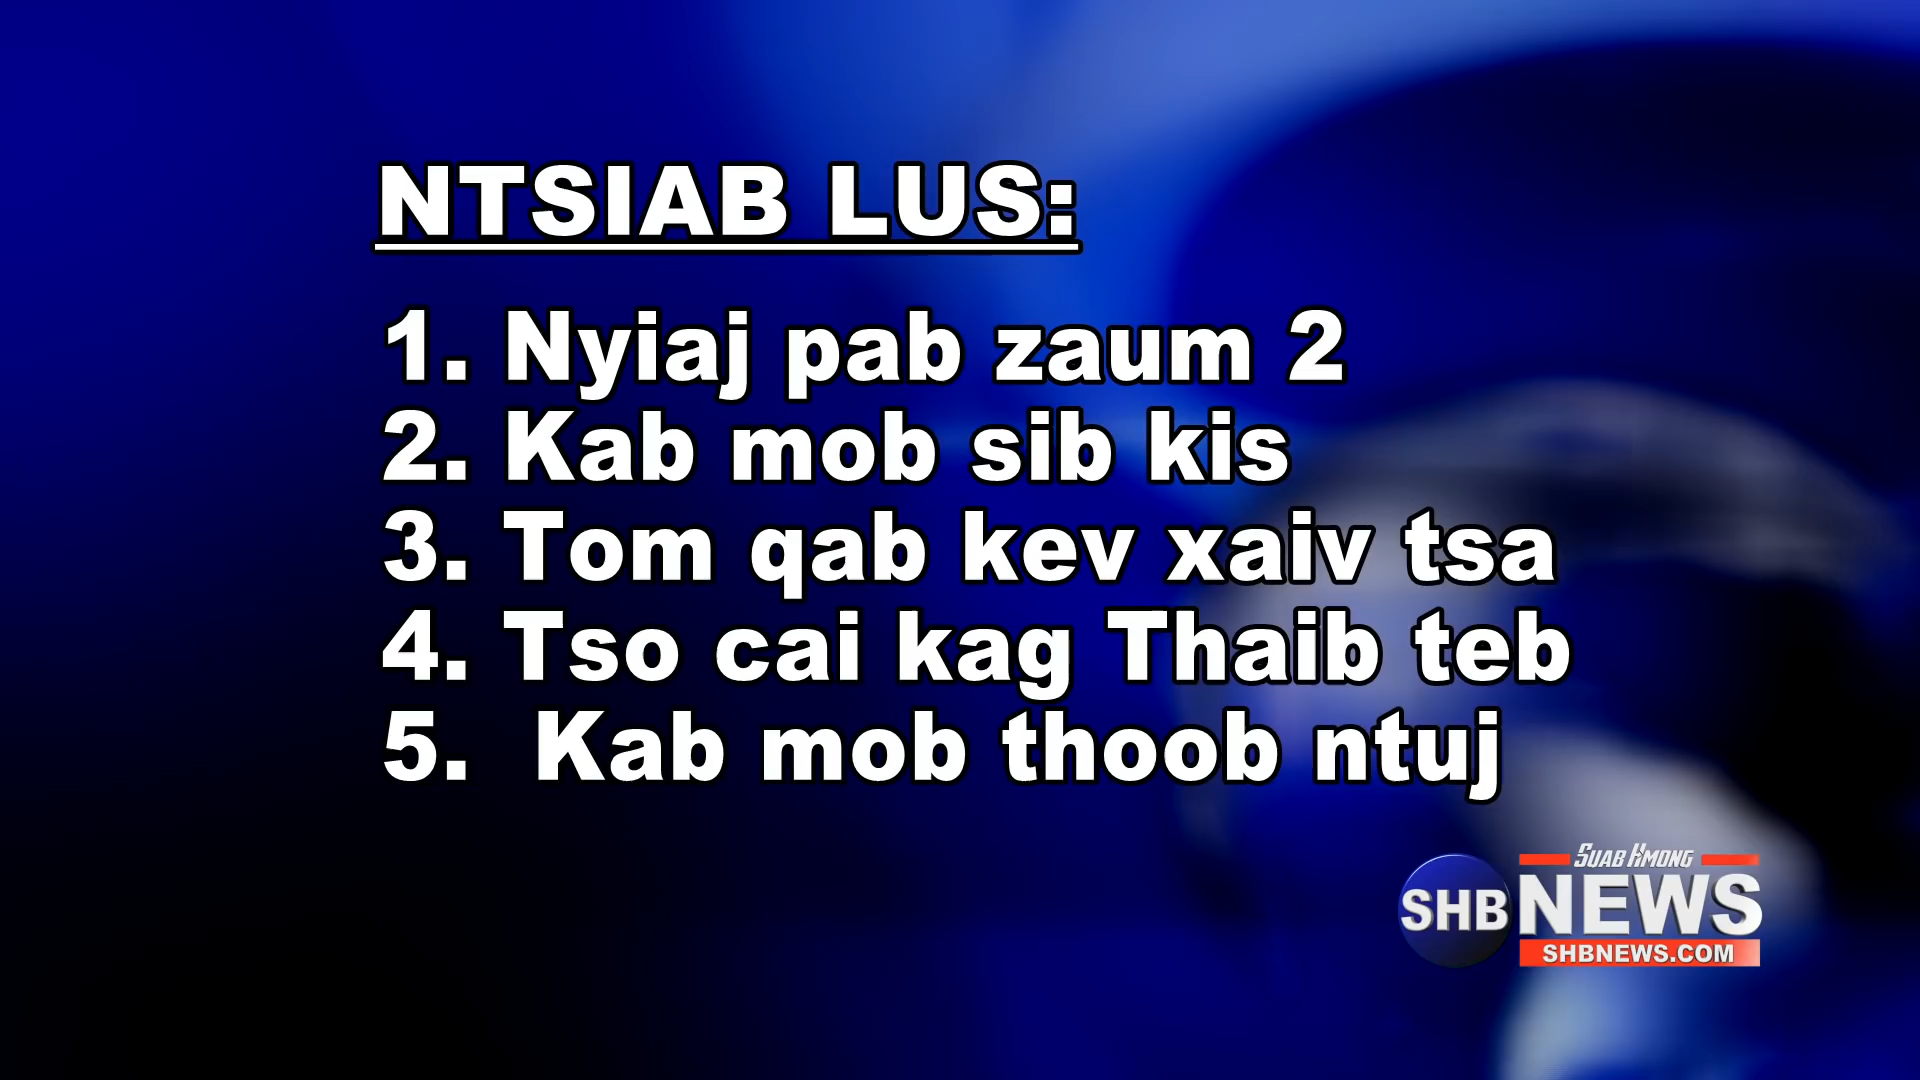 NTSIAB LUS:
1. Nyiaj pab zaum 2
2. Kab mob sib kis
3. Tom qab kev xaiv tsa
4. Tso cai kag Thaib teb
5. Kab mob thoob ntuj
SUAB HMONG
SHB NEWS
SHBNEWS.COM